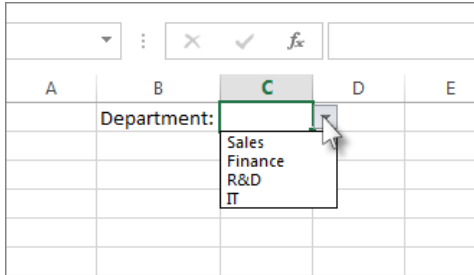 fx
A B C D E
Department:
Sales
Finance
R&D
IT